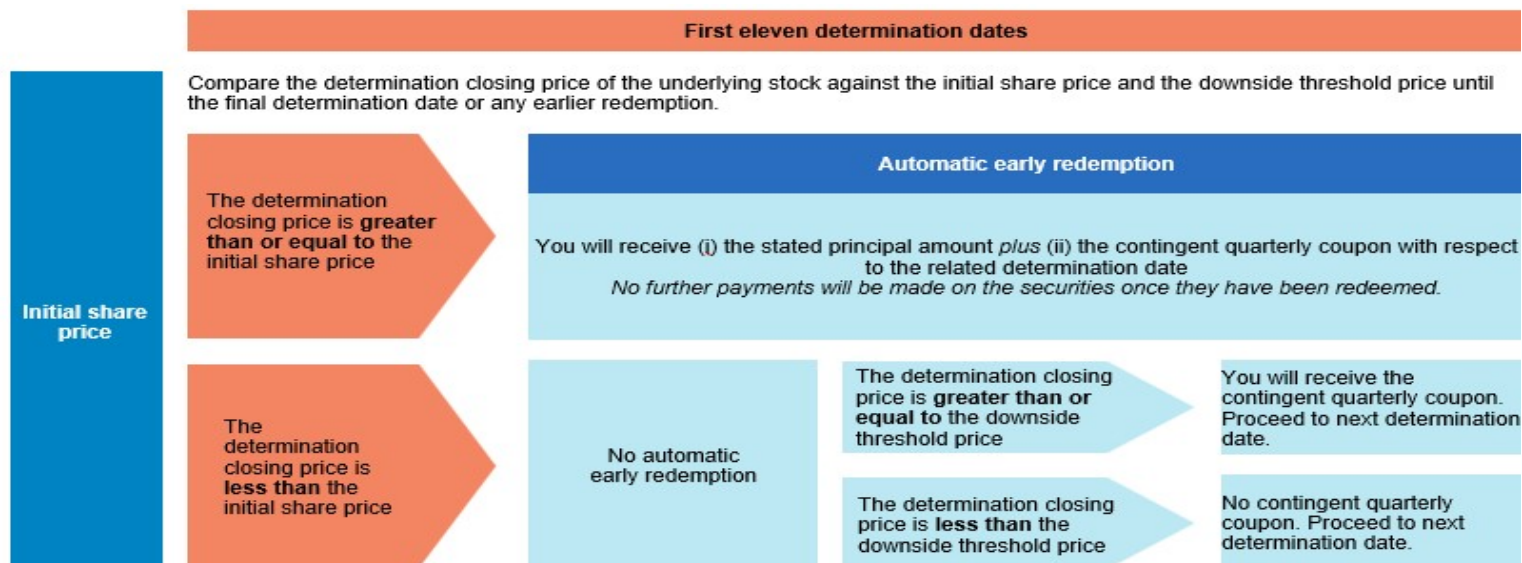 First eleven determination dates
Compare the determination closing price of the underlying stock against the initial share price and the downside threshold price until
the final determination date or any earlier redemption.
Initial share
price
The determination
closing price is greater
than or equal to the
initial share price
Automatic early redemption
You will receive (i) the stated principal amount plus (ii) the contingent quarterly coupon with respect
to the related determination date
No further payments will be made on the securities once they have been redeemed.
The
determination
closing price is
less than the
initial share price
No automatic
early redemption
The determination closing
price is greater than or
equal to the downside
threshold price
You will receive the
contingent quarterly coupon.
Proceed to next determination
date.
The determination closing
price is less than the
downside threshold price
No contingent quarterly
coupon. Proceed to next
determination date.